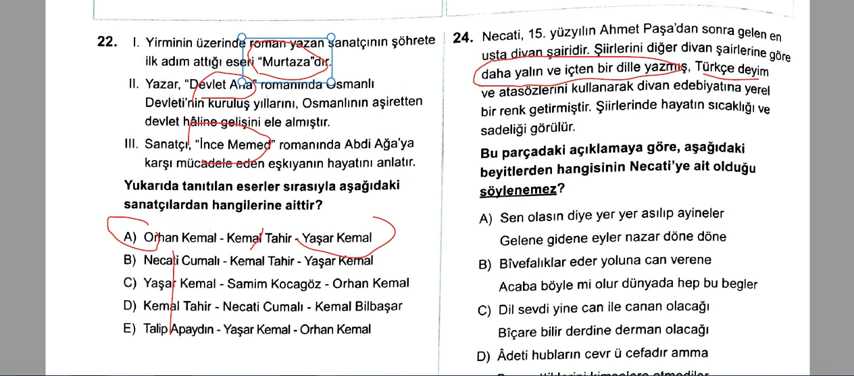 22. I. Yirminin üzerinde roman yazan sanatçının şöhrete
ilk adım attığı eseri "Murtaza"dır.
II. Yazar, "Devlet Ana" romanında Osmanlı
Devleti'nin kuruluş yıllarını, Osmanlının aşiretten
devlet hâline gelişini ele almıştır.
III. Sanatçı, "İnce Memed" romanında Abdi Ağa'ya
karşı mücadele eden eşkıyanın hayatını anlatır.
Yukarıda tanıtılan eserler sırasıyla aşağıdaki
sanatçılardan hangilerine aittir?
A) Orhan Kemal - Kemal Tahir - Yaşar Kemal
B) Necati Cumalı - Kemal Tahir - Yaşar Kemal
C) Yaşar Kemal - Samim Kocagöz - Orhan Kemal
D) Kemal Tahir - Necati Cumalı - Kemal Bilbaşar
E) Talip Apaydın - Yaşar Kemal - Orhan Kemal
24. Necati, 15. yüzyılın Ahmet Paşa'dan sonra gelen en
usta divan şairidir. Şiirlerini diğer divan şairlerine göre
daha yalın ve içten bir dille yazmış, Türkçe deyim
ve atasözlerini kullanarak divan edebiyatına yerel
bir renk getirmiştir. Şiirlerinde hayatın sıcaklığı ve
sadeliği görülür.
Bu parçadaki açıklamaya göre, aşağıdaki
beyitlerden hangisinin Necati'ye ait olduğu
söylenemez?
A) Sen olasın diye yer yer asılıp ayineler
Gelene gidene eyler nazar döne döne
B) Bîvefalıklar eder yoluna can verene
Acaba böyle mi olur dünyada hep bu begler
C) Dil sevdi yine can ile canan olacağı
Bîçare bilir derdine derman olacağı
D) Âdeti hubların cevr ü cefadır amma